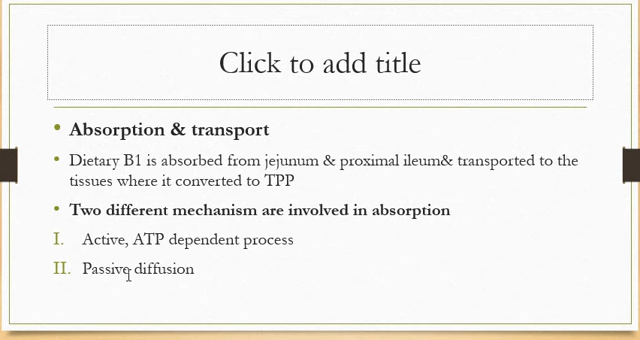 Click to add title
• Absorption & transport
• Dietary B1 is absorbed from jejunum & proximal ileum& transported to the
tissues where it converted to TPP
• Two different mechanism are involved in absorption
I. Active, ATP dependent process
II. Passive diffusion